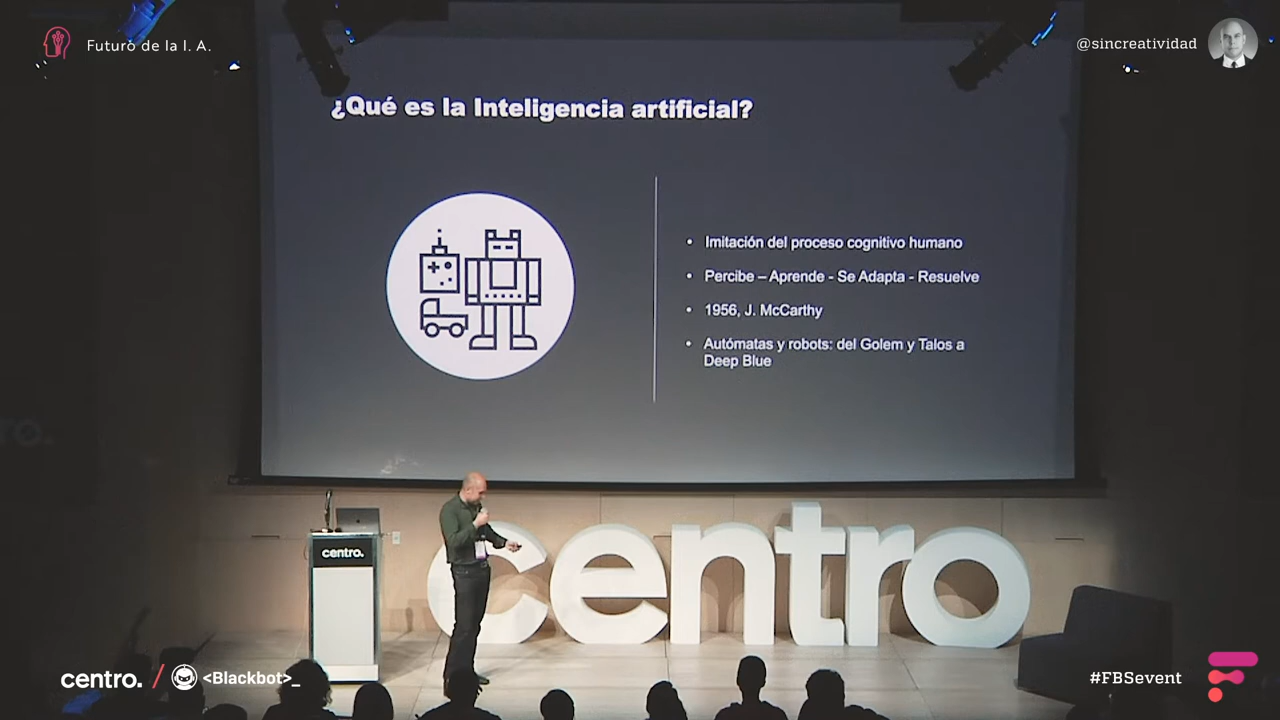 Futuro de la I. A.
@sincreatividad
¿Qué es la Inteligencia artificial?
• Imitación del proceso cognitivo humano
• Percibe – Aprende - Se Adapta - Resuelve
• 1956, J. McCarthy
• Autómatas y robots: del Golem y Talos a
Deep Blue
centro.
centro
centro. / <Blackbot>_
#FBSevent